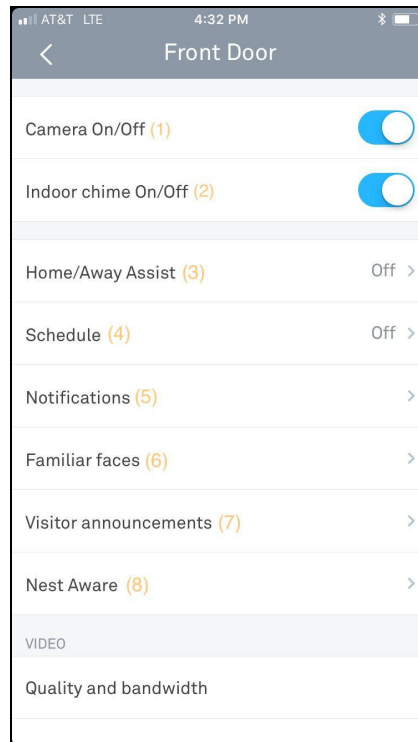 AT&T LTE 4:32 PM
Front Door
Camera On/Off (1)
Indoor chime On/Off (2)
Home/Away Assist (3) Off
Schedule (4) Off
Notifications (5)
Familiar faces (6)
Visitor announcements (7)
Nest Aware (8)
VIDEO
Quality and bandwidth